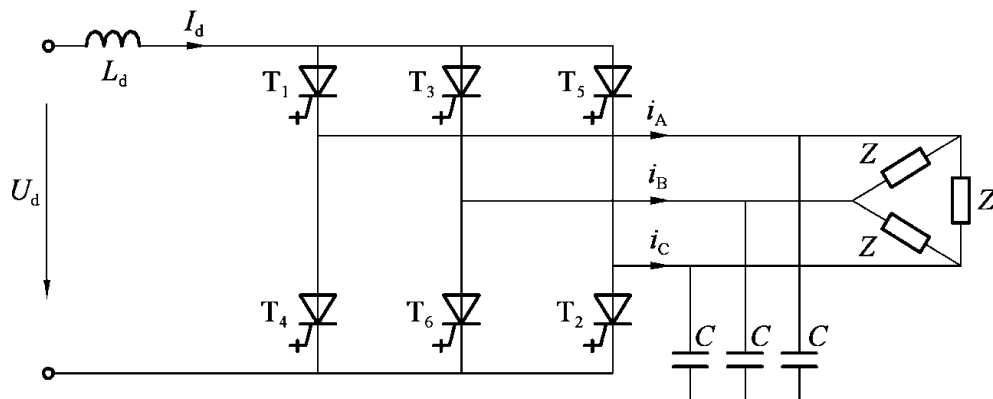 I_d
L_d
T_1
T_3
T_5
i_A
Z
U_d
i_B
Z
Z
i_C
T_4
T_6
T_2
C
C
C